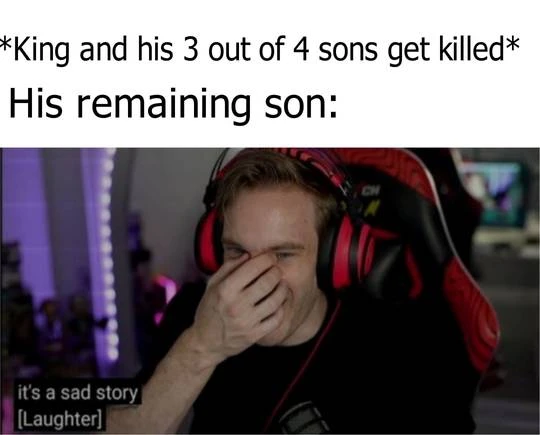 *King and his 3 out of 4 sons get killed*
His remaining son:
it's a sad story
[Laughter]